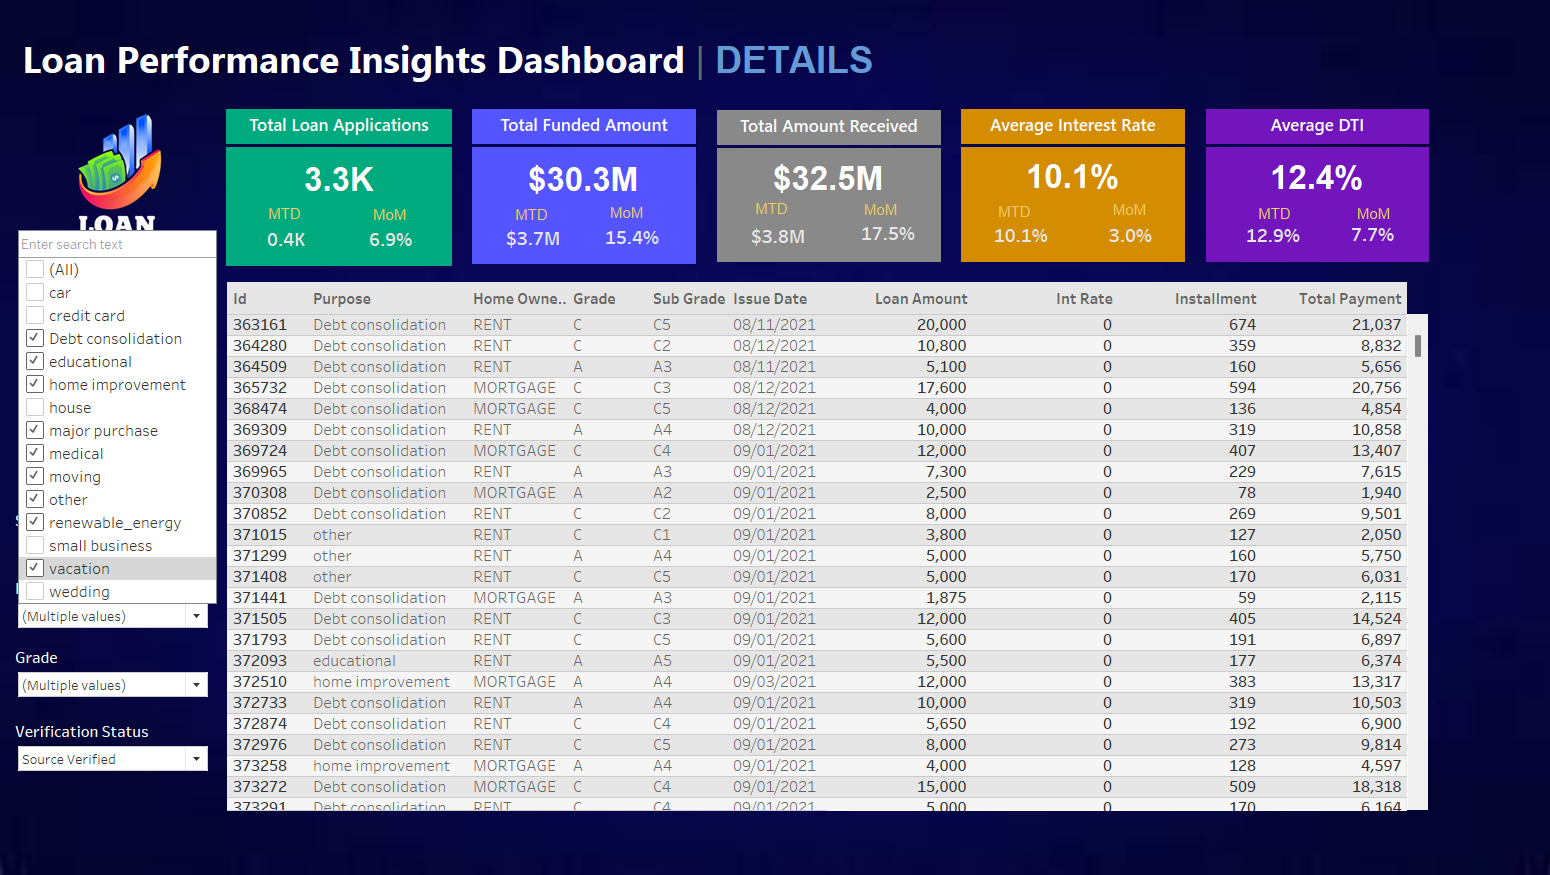 Loan Performance Insights Dashboard | DETAILS
LOAN
Total Loan Applications
3.3K
MTD MoM
0.4K 6.9%
Total Funded Amount
$30.3M
MTD MoM
$3.7M 15.4%
Total Amount Received
$32.5M
MTD MoM
$3.8M 17.5%
Average Interest Rate
10.1%
MTD MoM
10.1% 3.0%
Average DTI
12.4%
MTD MoM
12.9% 7.7%
Enter search text
(All)
car
credit card
Debt consolidation
educational
home improvement
house
major purchase
medical
moving
other
renewable_energy
small business
vacation
wedding
(Multiple values)
Grade
(Multiple values)
Verification Status
Source Verified
Id Purpose Home Owne.. Grade Sub Grade Issue Date Loan Amount Int Rate Installment Total Payment
363161 Debt consolidation RENT C C5 08/11/2021 20,000 0 674 21,037
364280 Debt consolidation RENT C C2 08/12/2021 10,800 0 359 8,832
364509 Debt consolidation RENT A A3 08/11/2021 5,100 0 160 5,656
365732 Debt consolidation MORTGAGE C C3 08/12/2021 17,600 0 594 20,756
368474 Debt consolidation MORTGAGE C C5 08/12/2021 4,000 0 136 4,854
369309 Debt consolidation RENT A A4 08/12/2021 10,000 0 319 10,858
369724 Debt consolidation MORTGAGE C C4 09/01/2021 12,000 0 407 13,407
369965 Debt consolidation RENT A A3 09/01/2021 7,300 0 229 7,615
370308 Debt consolidation MORTGAGE A A2 09/01/2021 2,500 0 78 1,940
370852 Debt consolidation RENT C C2 09/01/2021 8,000 0 269 9,501
371015 other RENT C C1 09/01/2021 3,800 0 127 2,050
371299 other RENT A A4 09/01/2021 5,000 0 160 5,750
371408 other RENT C C5 09/01/2021 5,000 0 170 6,031
371441 Debt consolidation MORTGAGE A A3 09/01/2021 1,875 0 59 2,115
371505 Debt consolidation RENT C C3 09/01/2021 12,000 0 405 14,524
371793 Debt consolidation RENT C C5 09/01/2021 5,600 0 191 6,897
372093 educational RENT A A5 09/01/2021 5,500 0 177 6,374
372510 home improvement MORTGAGE A A4 09/03/2021 12,000 0 383 13,317
372733 Debt consolidation RENT A A4 09/01/2021 10,000 0 319 10,503
372874 Debt consolidation RENT C C4 09/01/2021 5,650 0 192 6,900
372976 Debt consolidation RENT C C5 09/01/2021 8,000 0 273 9,814
373258 home improvement MORTGAGE A A4 09/01/2021 4,000 0 128 4,597
373272 Debt consolidation MORTGAGE C C4 09/01/2021 15,000 0 509 18,318
373291 Debt consolidation RENT C C4 09/01/2021 5,000 0 170 6,164